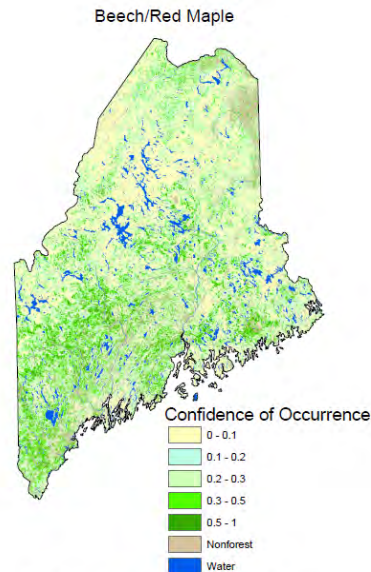 Beech/Red Maple
Confidence of Occurrence
0 - 0.1
0.1 - 0.2
0.2 - 0.3
0.3 - 0.5
0.5 - 1
Nonforest
Water